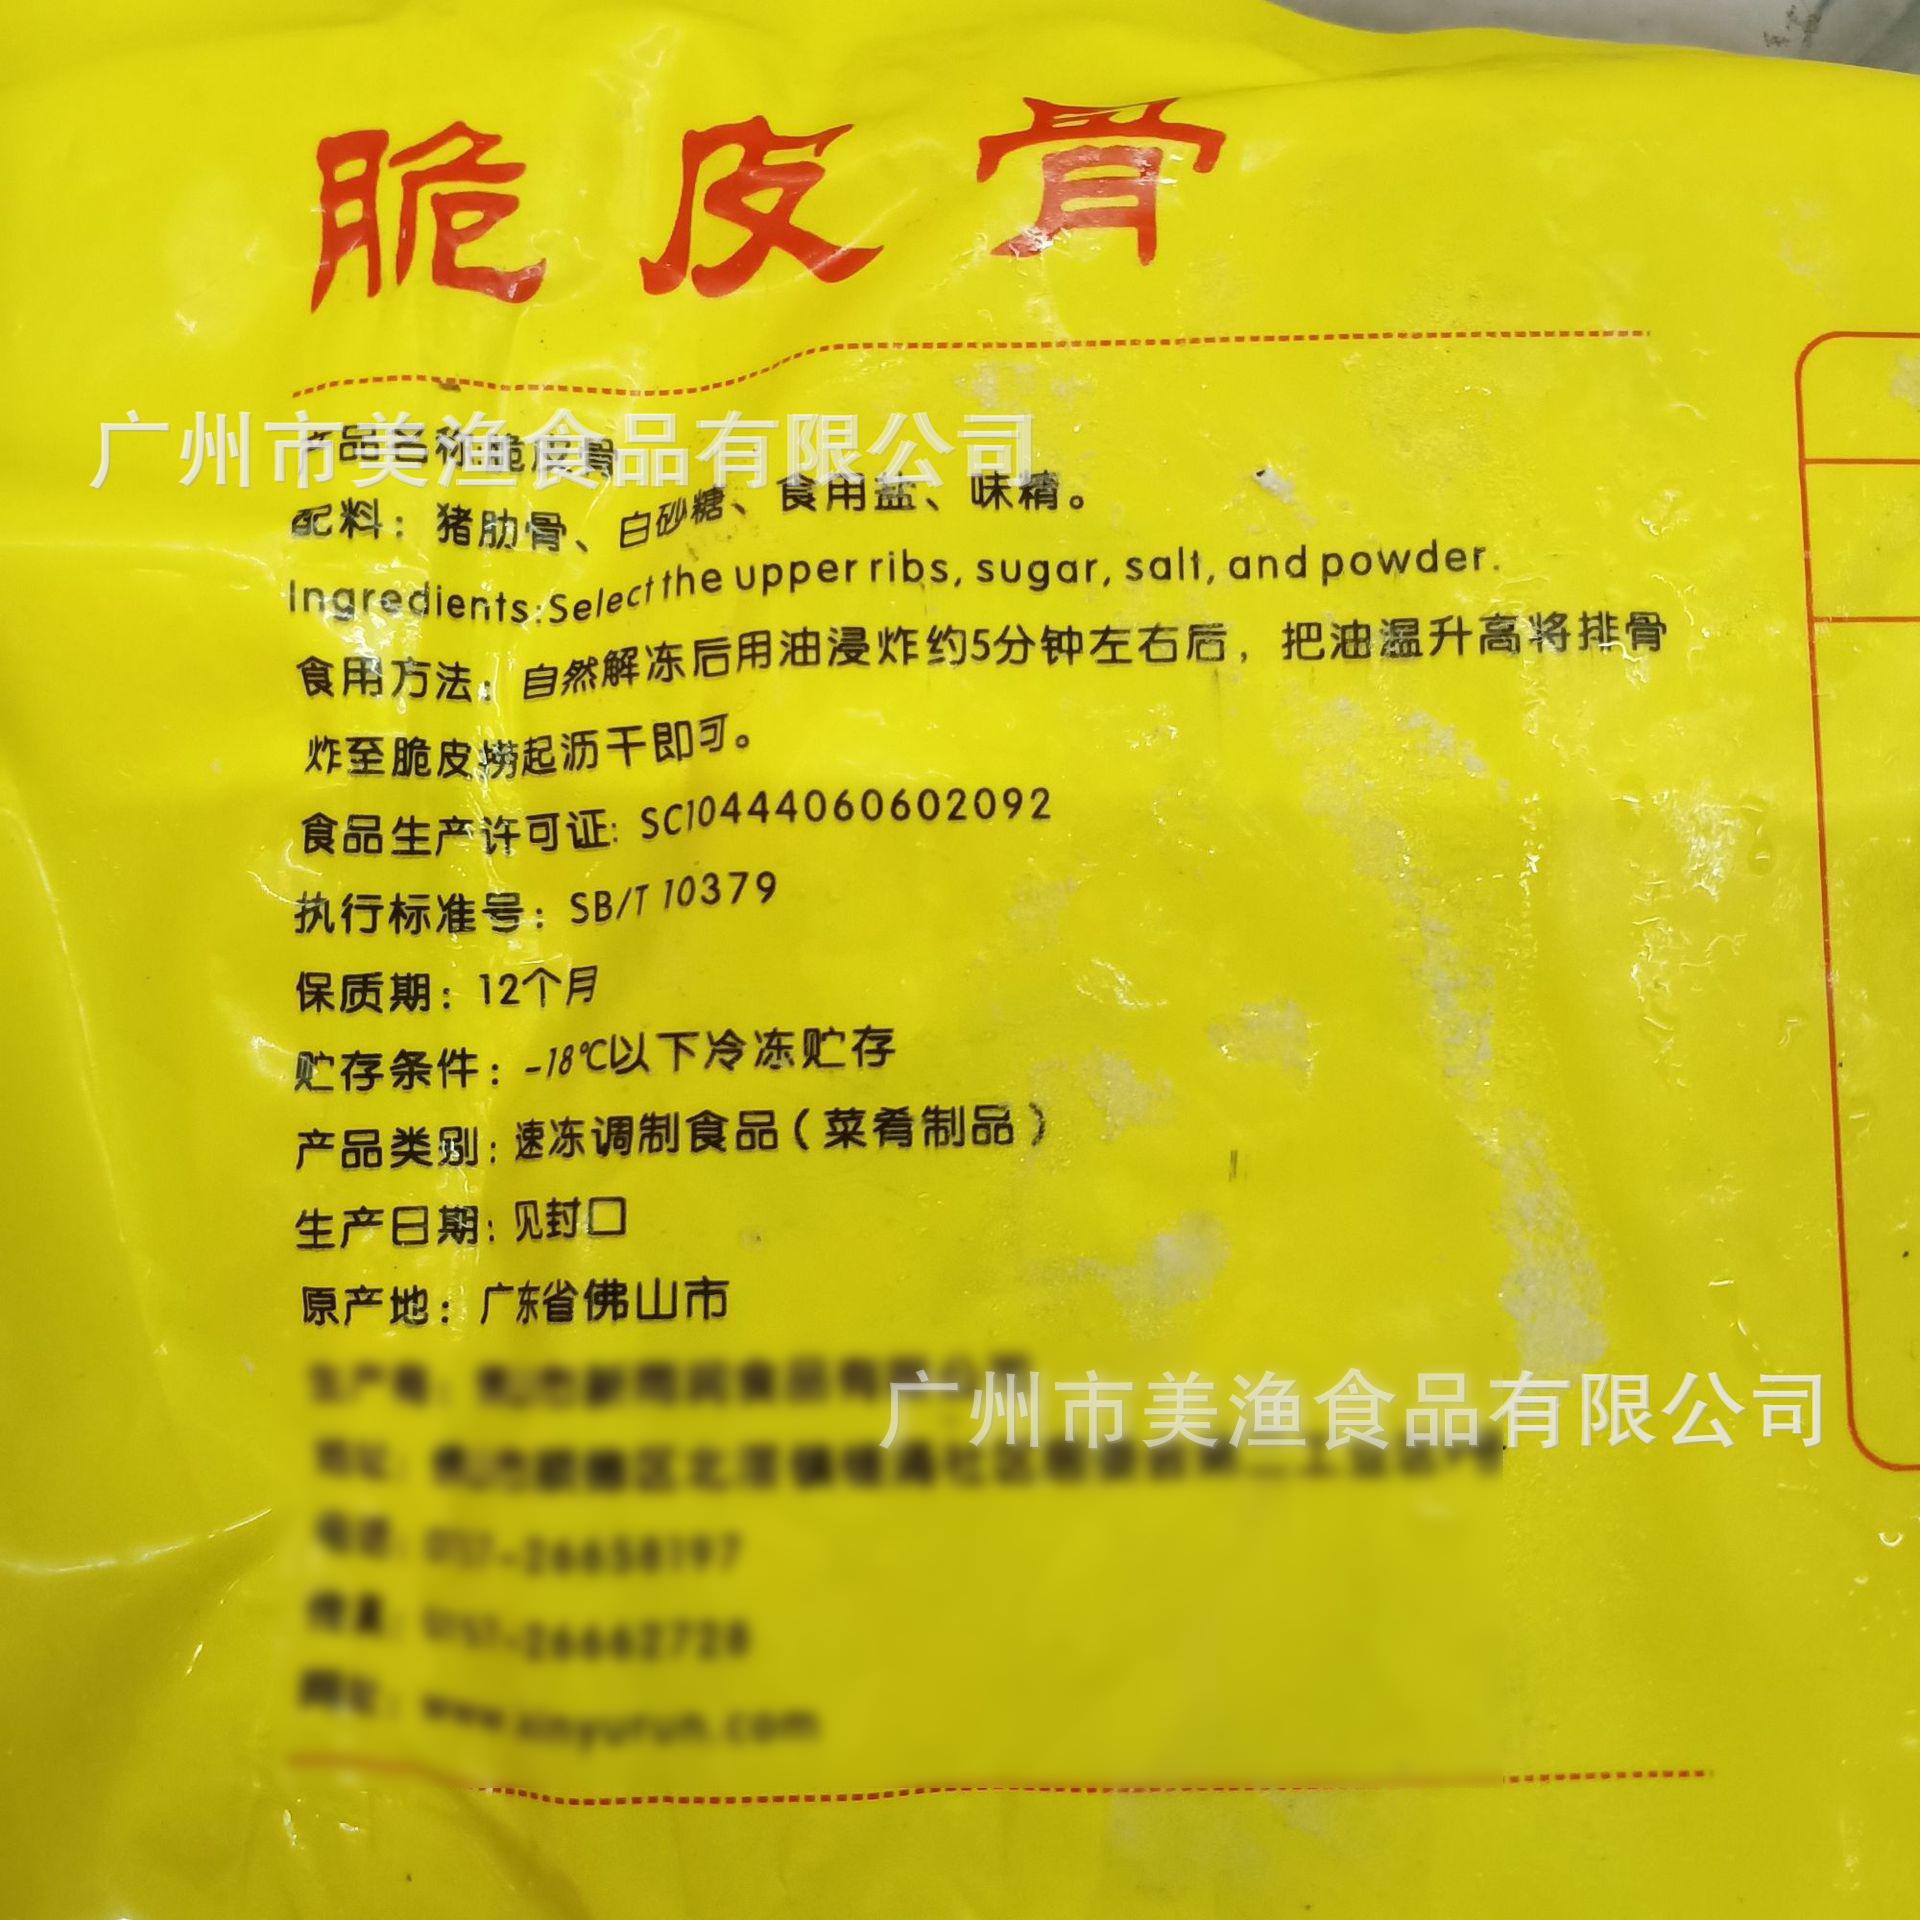 脆皮骨
广州市美渔食品有限公司
产品名称:脆皮骨
配料：猪肋骨、白砂糖、食用盐、味精。
Ingredients:Select the upper ribs, sugar, salt, and powder.
食用方法：自然解冻后用油浸炸约5分钟左右后，把油温升高将排骨
炸至脆皮捞起沥干即可。
食品生产许可证: SC10444060602092
执行标准号：SB/T 10379
保质期：12个月
贮存条件：-18℃以下冷冻贮存
产品类别: 速冻调制食品（菜肴制品）
生产日期: 见封口
原产地：广东省佛山市
广州市美渔食品有限公司